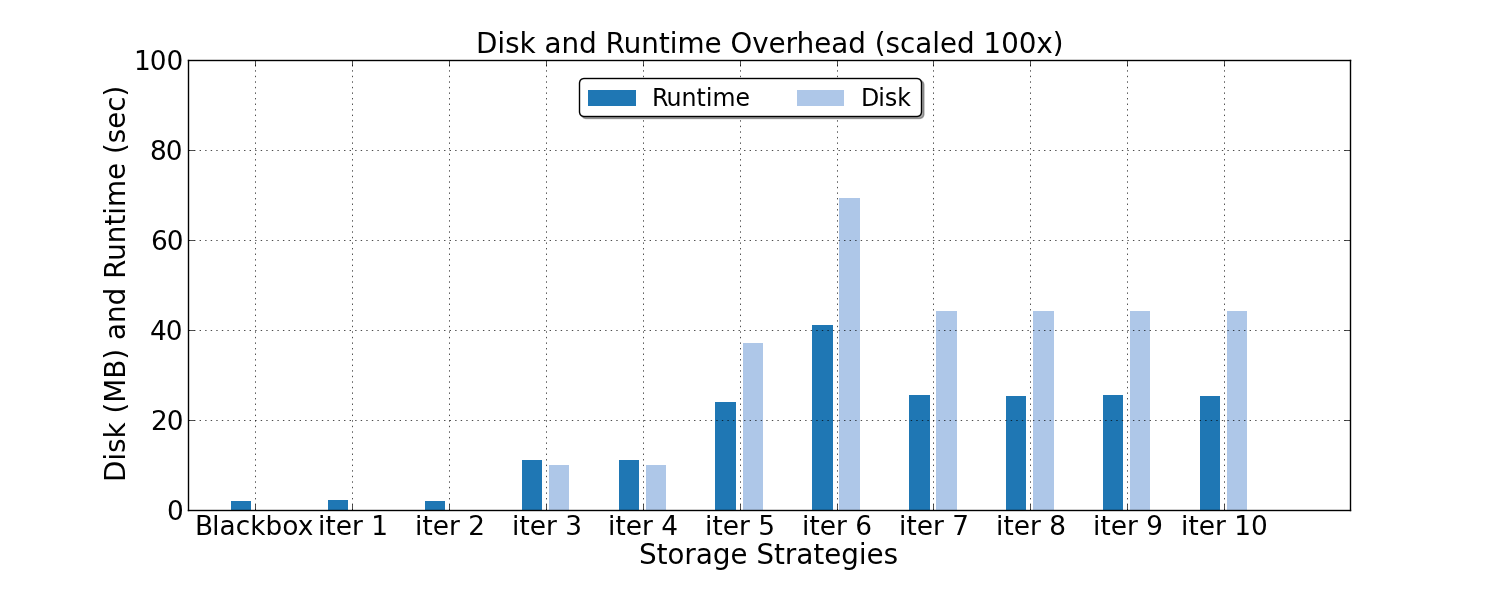 Disk and Runtime Overhead (scaled 100x)
Runtime Disk
Disk (MB) and Runtime (sec)
100
80
60
40
20
0
Blackbox iter 1 iter 2 iter 3 iter 4 iter 5 iter 6 iter 7 iter 8 iter 9 iter 10
Storage Strategies